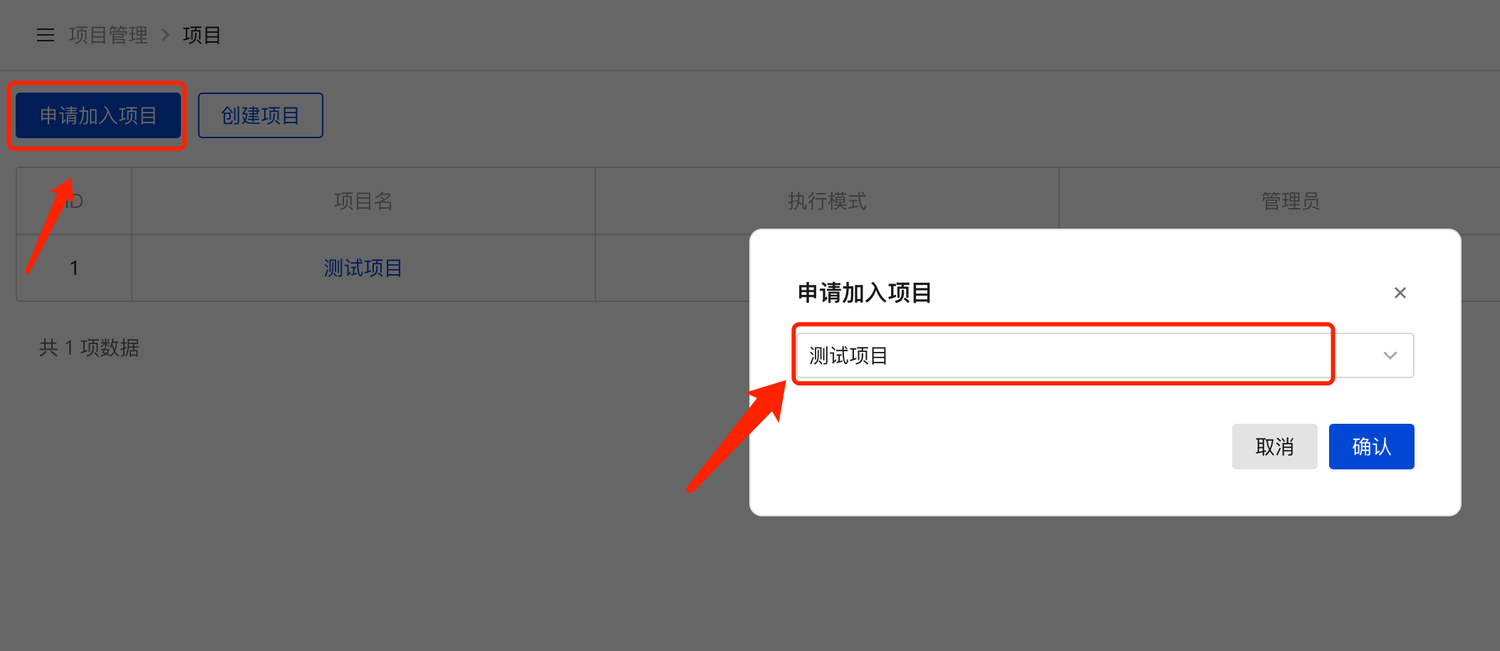 项目管理 > 项目
申请加入项目 创建项目
ID 项目名 执行模式 管理员
1 测试项目
共 1 项数据
申请加入项目
测试项目
取消 确认